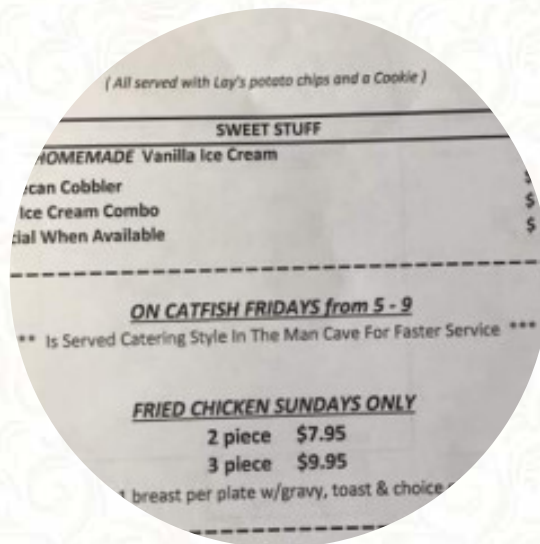 ( All served with Lay's potato chips and a Cookie )
SWEET STUFF
HOMEMADE Vanilla Ice Cream
can Cobbler
Ice Cream Combo $
cial When Available $
$
ON CATFISH FRIDAYS from 5 - 9
** Is Served Catering Style In The Man Cave For Faster Service ***
FRIED CHICKEN SUNDAYS ONLY
2 piece $7.95
3 piece $9.95
breast per plate w/gravy, toast & choice